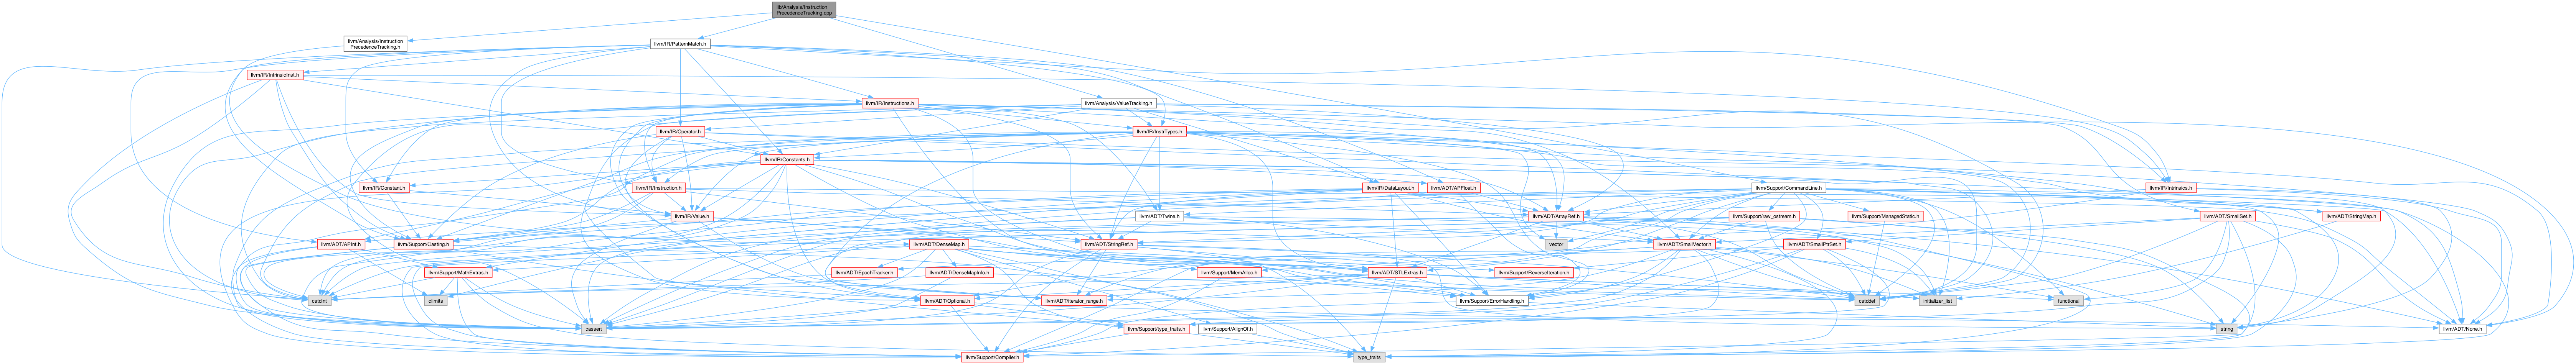 lib/Analysis/Instruction
PrecedenceTracking.cpp
llvm/Analysis/Instruction
PrecedenceTracking.h
llvm/IR/PatternMatch.h
llvm/IR/IntrinsicInst.h
llvm/IR/Instructions.h
llvm/Analysis/ValueTracking.h
llvm/IR/Operator.h
llvm/IR/InstrTypes.h
llvm/IR/Constants.h
llvm/IR/Constant.h
llvm/IR/Instruction.h
llvm/IR/DataLayout.h
llvm/ADT/APFloat.h
llvm/Support/CommandLine.h
llvm/IR/Intrinsics.h
llvm/IR/Value.h
llvm/ADT/Twine.h
llvm/ADT/ArrayRef.h
llvm/Support/raw_ostream.h
llvm/Support/ManagedStatic.h
llvm/ADT/SmallSet.h
llvm/ADT/StringMap.h
llvm/ADT/APInt.h
llvm/Support/Casting.h
llvm/ADT/DenseMap.h
llvm/ADT/StringRef.h
vector
llvm/ADT/SmallVector.h
llvm/ADT/SmallPtrSet.h
llvm/Support/MathExtras.h
llvm/ADT/EpochTracker.h
llvm/ADT/DenseMapInfo.h
llvm/Support/MemAlloc.h
llvm/ADT/STLExtras.h
llvm/Support/ReverseIteration.h
cstdint
climits
llvm/ADT/Optional.h
llvm/ADT/iterator_range.h
llvm/Support/ErrorHandling.h
cstddef
initializer_list
functional
cassert
llvm/Support/type_traits.h
llvm/Support/AlignOf.h
string
llvm/ADT/None.h
llvm/Support/Compiler.h
type_traits